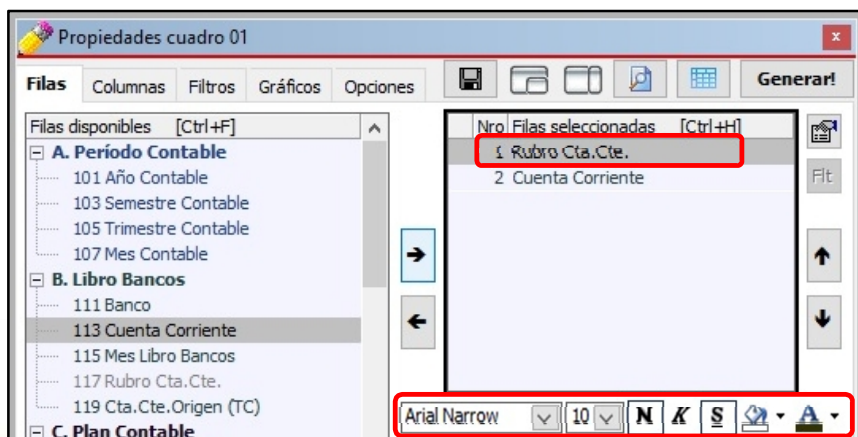 Propiedades cuadro 01
x
Filas Columnas Filtros Gráficos Opciones Generar!
Filas disponibles [Ctrl+F]
A. Período Contable
101 Año Contable
103 Semestre Contable
105 Trimestre Contable
107 Mes Contable
B. Libro Bancos
111 Banco
113 Cuenta Corriente
115 Mes Libro Bancos
117 Rubro Cta.Cte.
119 Cta.Cte.Origen (TC)
C. Plan Contable
Nro Filas seleccionadas [Ctrl+H]
1 Rubro Cta.Cte.
2 Cuenta Corriente
Flt
Arial Narrow 10 N K S A